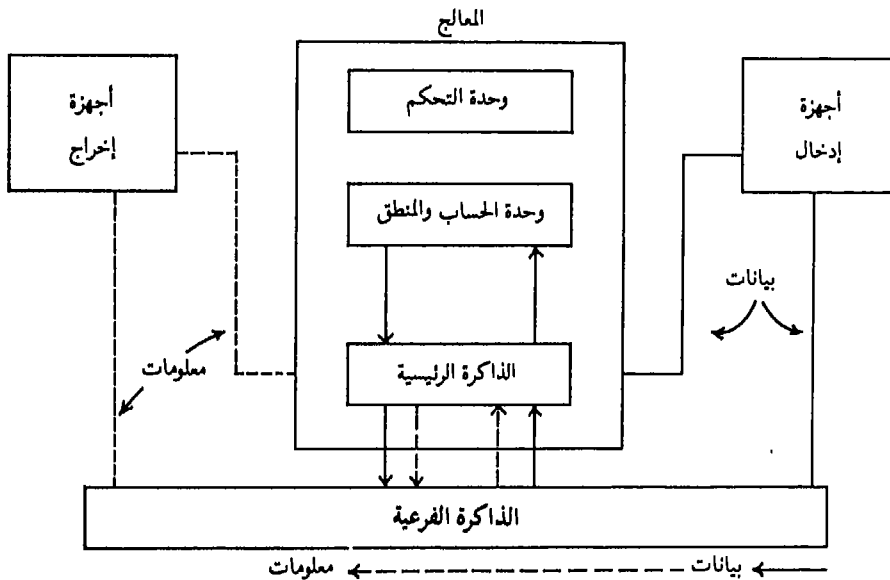 المعالج
أجهزة
إدخال
وحدة التحكم
أجهزة
إخراج
وحدة الحساب والمنطق
بيانات
الذاكرة الرئيسية
معلومات
الذاكرة الفرعية
بيانات
معلومات